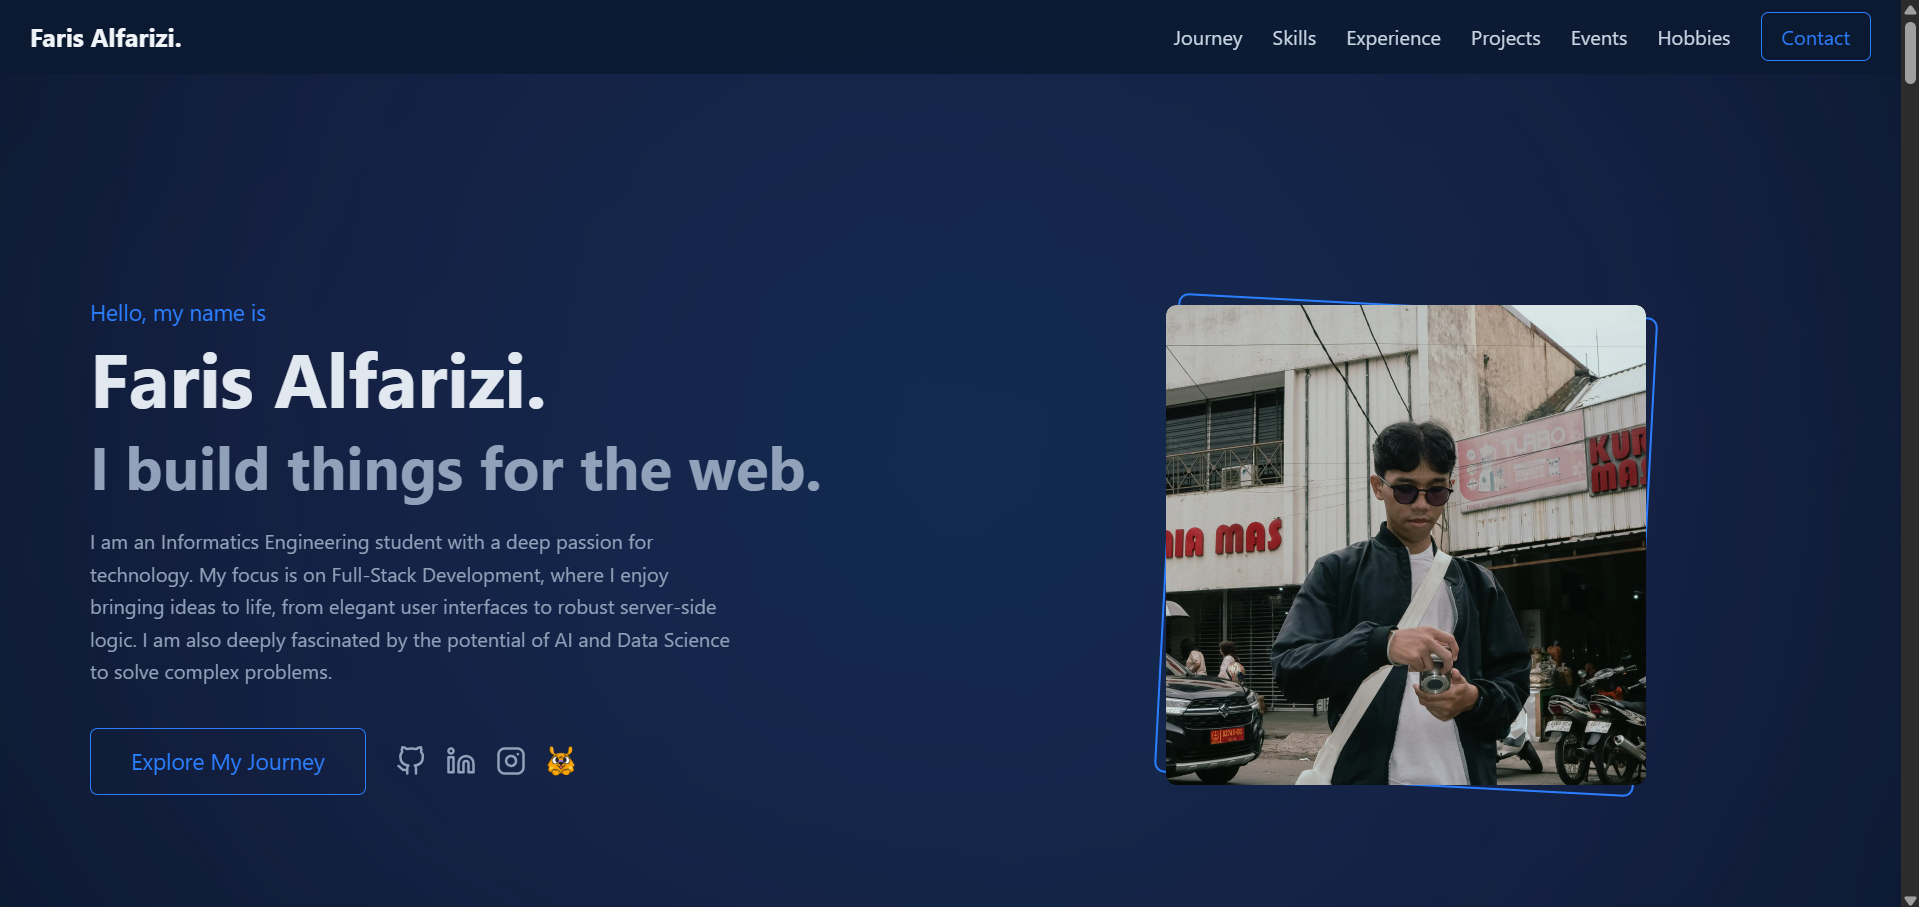 Faris Alfarizi.
Journey Skills Experience Projects Events Hobbies Contact
Hello, my name is
Faris Alfarizi.
I build things for the web.
I am an Informatics Engineering student with a deep passion for
technology. My focus is on Full-Stack Development, where I enjoy
bringing ideas to life, from elegant user interfaces to robust server-side
logic. I am also deeply fascinated by the potential of AI and Data Science
to solve complex problems.
Explore My Journey
TURBO
KUR
MAS
NIA MAS